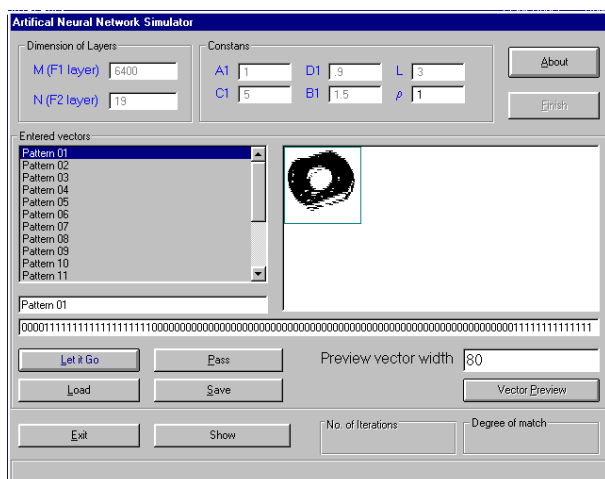 Artifical Neural Network Simulator
Dimension of Layers
M (F1 layer) 6400
N (F2 layer) 19
Constans
A1 1 D1 .9 L 3
C1 5 B1 1.5 ρ 1
About
Finish
Entered vectors
Pattern 01
Pattern 02
Pattern 03
Pattern 04
Pattern 05
Pattern 06
Pattern 07
Pattern 08
Pattern 09
Pattern 10
Pattern 11
Pattern 01
Let it Go Pass Preview vector width 80
Load Save Vector Preview
Exit Show No. of Iterations Degree of match